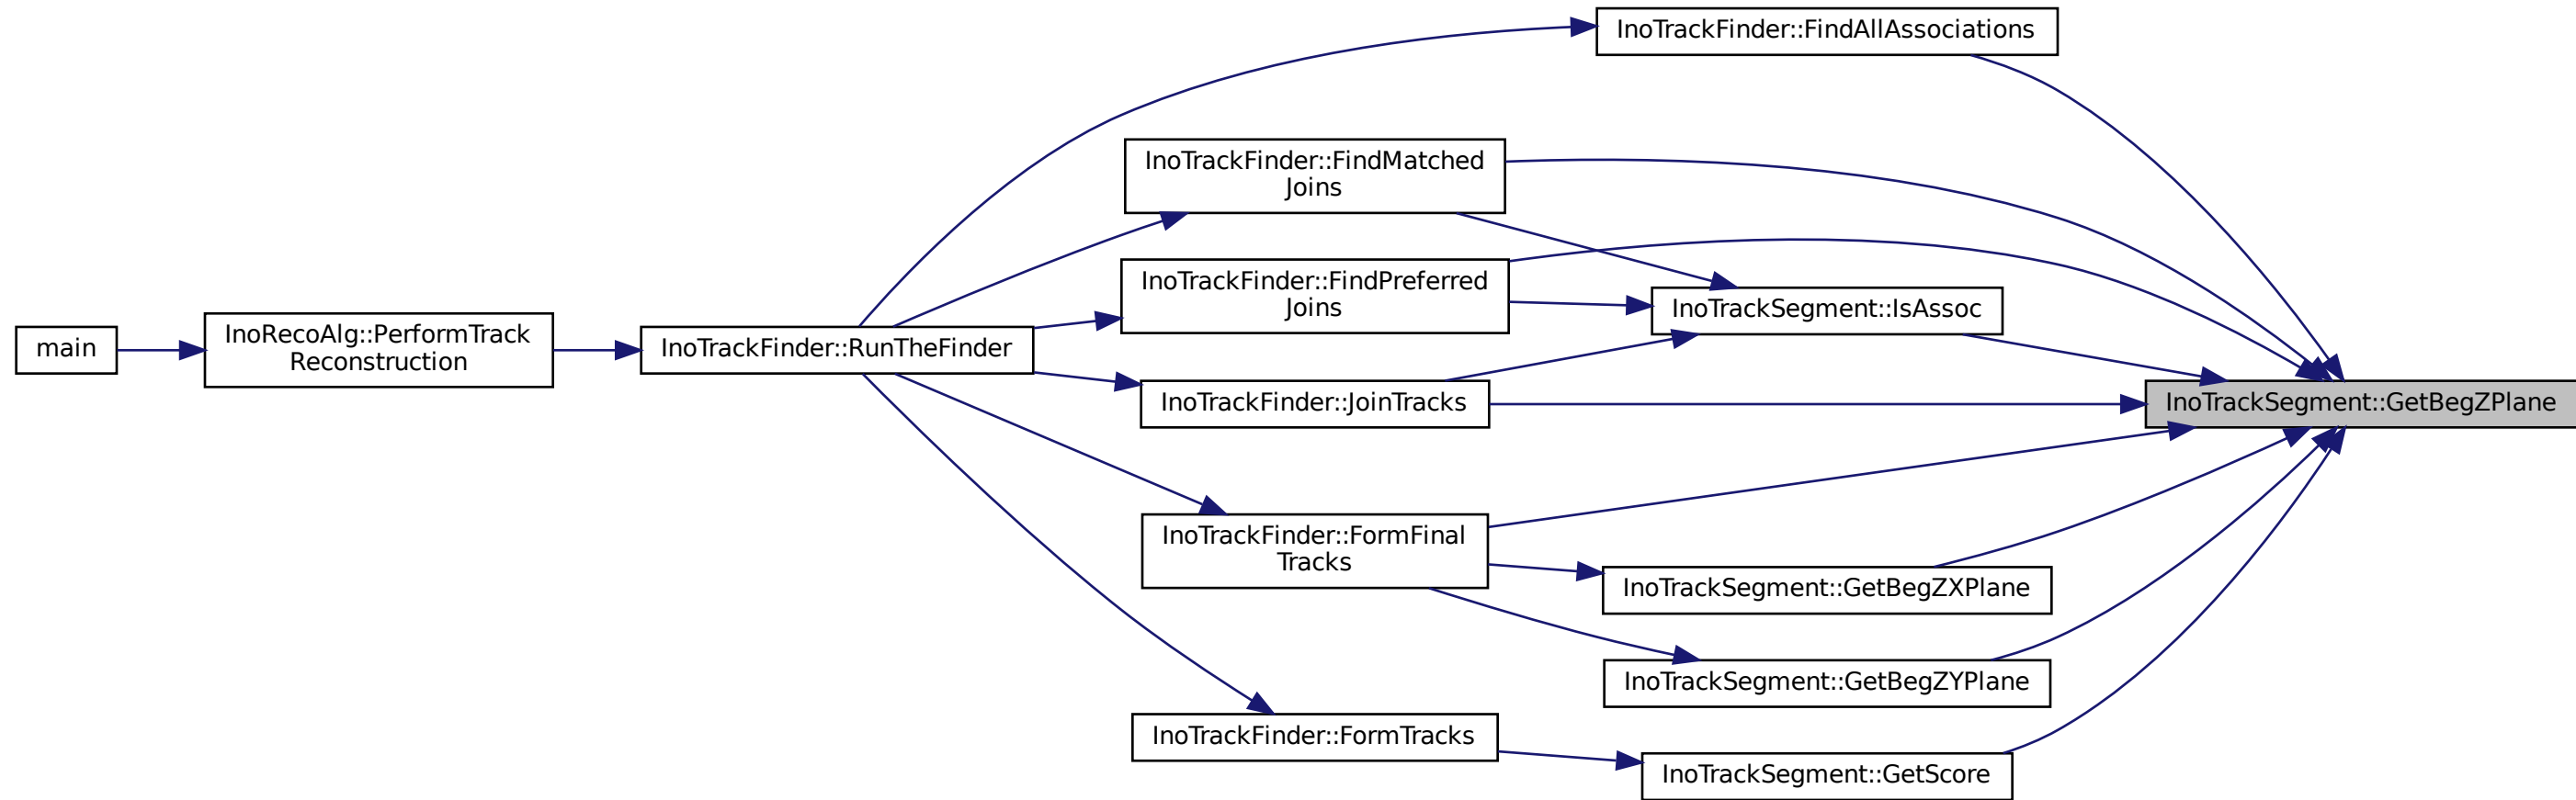 InoTrackFinder::FindAllAssociations
InoTrackFinder::FindMatched
Joins
InoTrackFinder::FindPreferred
Joins
InoTrackSegment::IsAssoc
main
InoRecoAlg::PerformTrack
Reconstruction
InoTrackFinder::RunTheFinder
InoTrackFinder::JoinTracks
InoTrackSegment::GetBegZPlane
InoTrackFinder::FormFinal
Tracks
InoTrackSegment::GetBegZXPlane
InoTrackSegment::GetBegZYPlane
InoTrackFinder::FormTracks
InoTrackSegment::GetScore